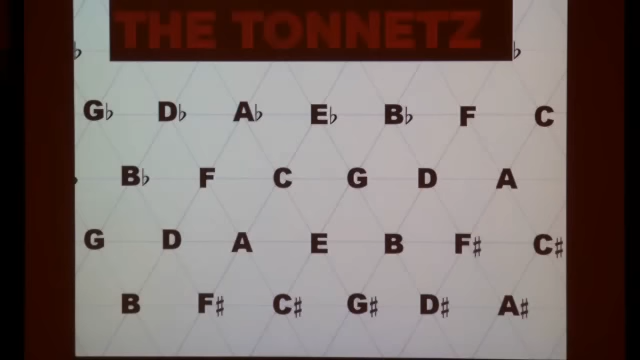 THE TONNETZ
♭ ♭
G♭ D♭ A♭ E♭ B♭ F C
B♭ F C G D A
G D A E B F♯ C♯
B F♯ C♯ G♯ D♯ A♯